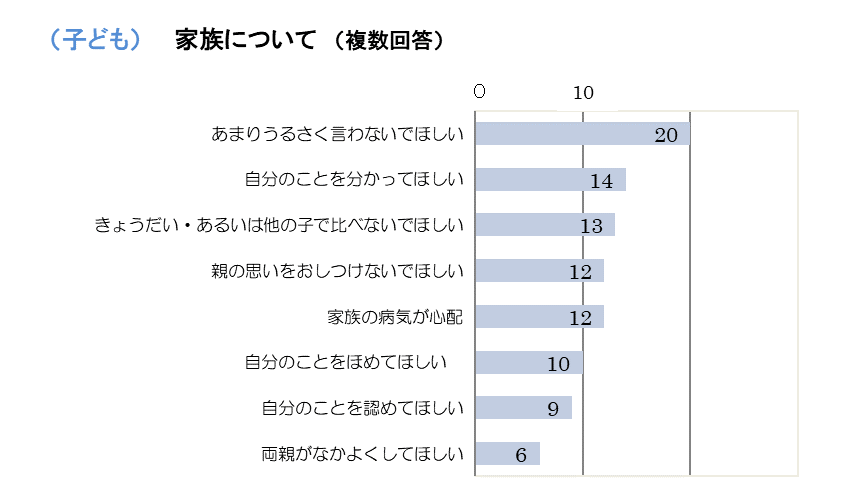 （子ども） 家族について（複数回答）
0 10
あまりうるさく言わないでほしい 20
自分のことを分かってほしい 14
きょうだい・あるいは他の子で比べないでほしい 13
親の思いをおしつけないでほしい 12
家族の病気が心配 12
自分のことをほめてほしい 10
自分のことを認めてほしい 9
両親がなかよくしてほしい 6